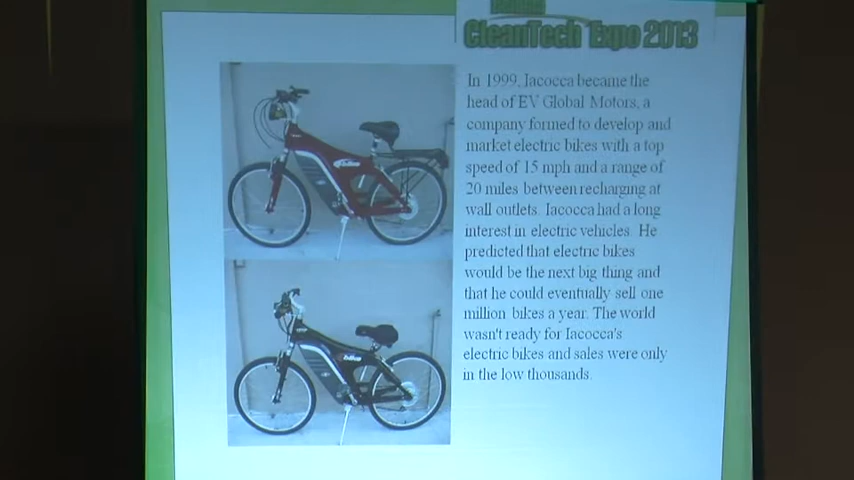 CleanTech Expo 2013
In 1999, Iacocca became the
head of EV Global Motors, a
company formed to develop and
market electric bikes with a top
speed of 15 mph and a range of
20 miles between recharging at
wall outlets. Iacocca had a long
interest in electric vehicles. He
predicted that electric bikes
would be the next big thing and
that he could eventually sell one
million bikes a year. The world
wasn't ready for Iacocca's
electric bikes and sales were only
in the low thousands.